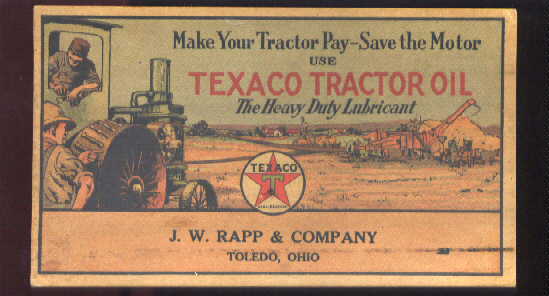 Make Your Tractor Pay-Save the Motor
USE
TEXACO TRACTOR OIL
The Heavy Duty Lubricant
TEXACO
T
J. W. RAPP & COMPANY
TOLEDO, OHIO